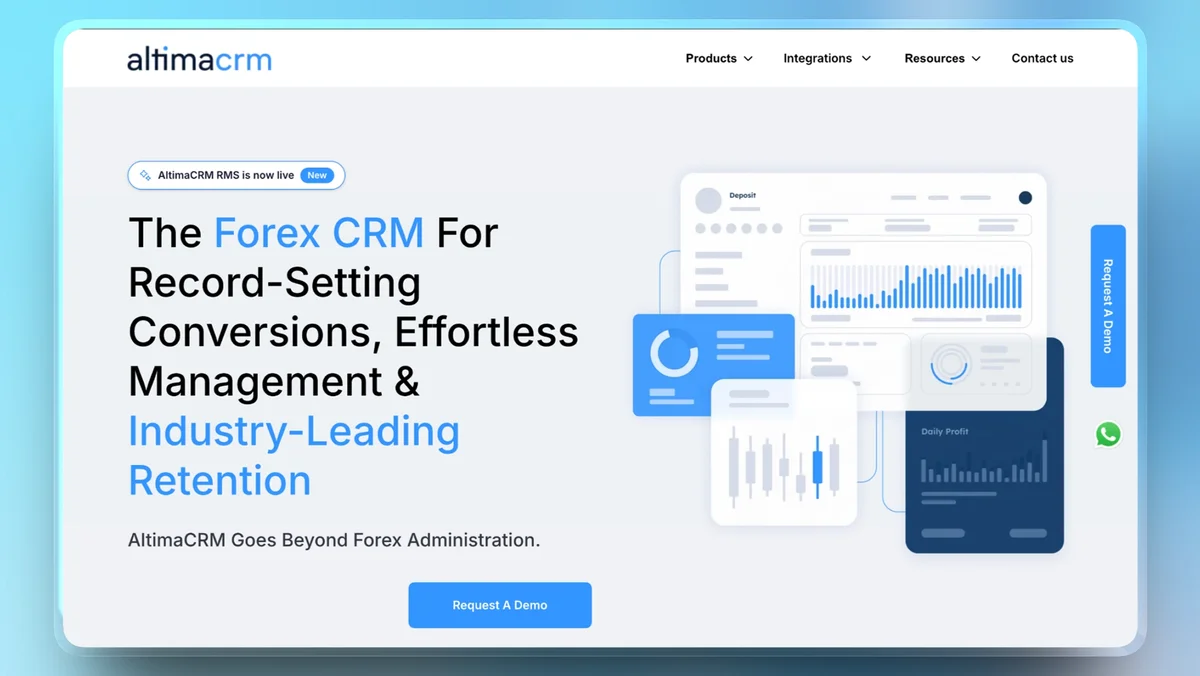 altimacrm
Products
Integrations
Resources
Contact us
AltimaCRM RMS is now live New
The Forex CRM For
Record-Setting
Conversions, Effortless
Management &
Industry-Leading
Retention
AltimaCRM Goes Beyond Forex Administration.
Request A Demo
Deposit
Daily Profit
Request A Demo